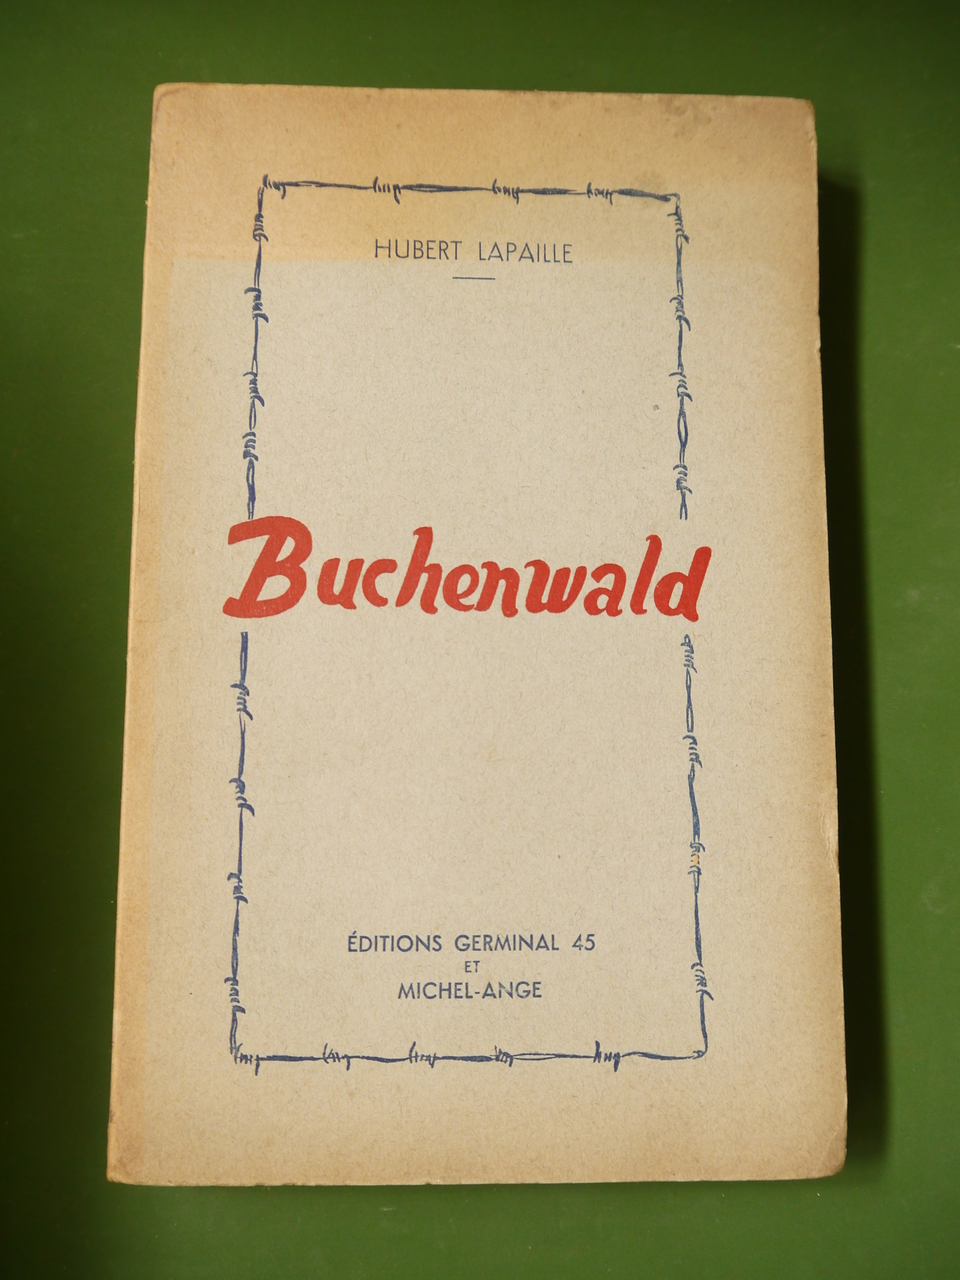 HUBERT LAPAILLE
Buchenwald
ÉDITIONS GERMINAL 45
ET
MICHEL-ANGE